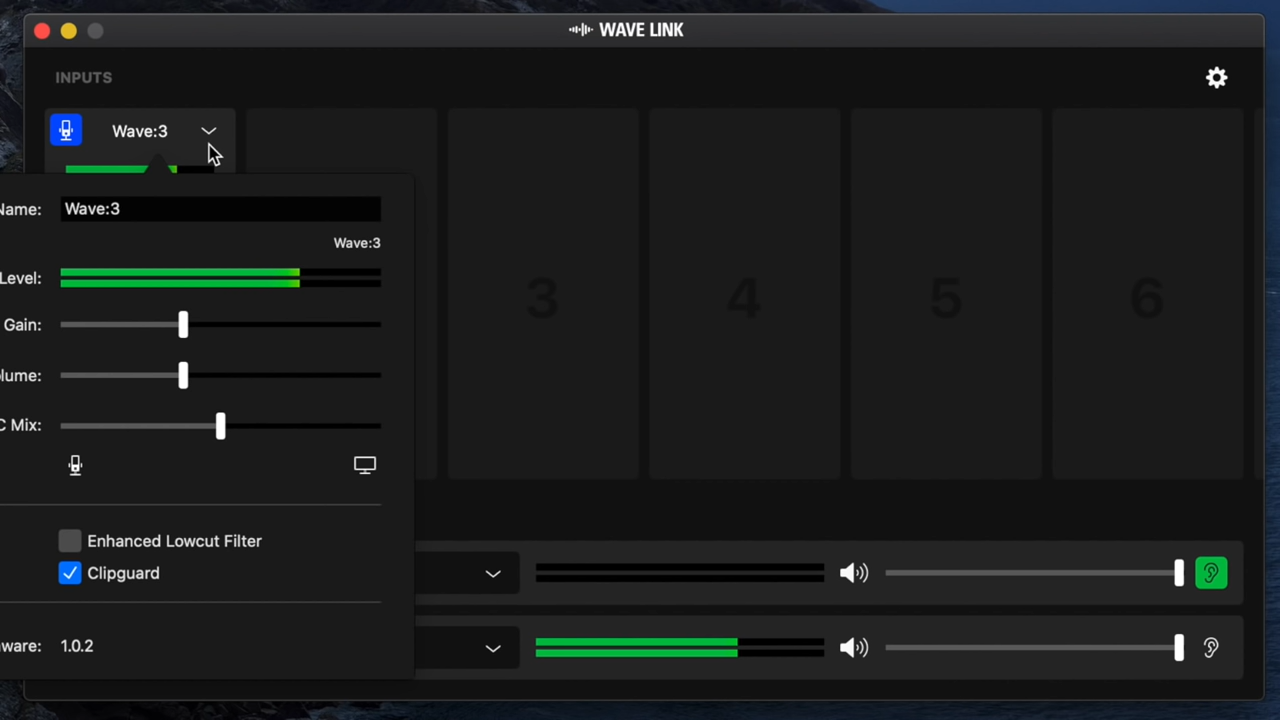 WAVE LINK
INPUTS
Wave:3
Name: Wave:3
Wave:3
Level:
Gain:
lume:
C Mix:
3 4 5 6
Enhanced Lowcut Filter
Clipguard
ware: 1.0.2